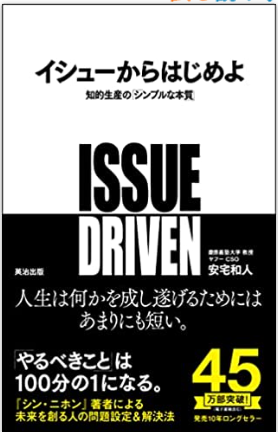 イシューからはじめよ
知的生産の「シンプルな本質」
ISSUE
DRIVEN
慶應義塾大学 教授
ヤフー CSO
安宅和人
英治出版
人生は何かを成し遂げるためには
あまりにも短い。
「やるべきこと」は
100分の1になる。
『シン・ニホン』著者による
未来を創る人の問題設定&解決法
45
万部突破!
発売10年ロングセラー